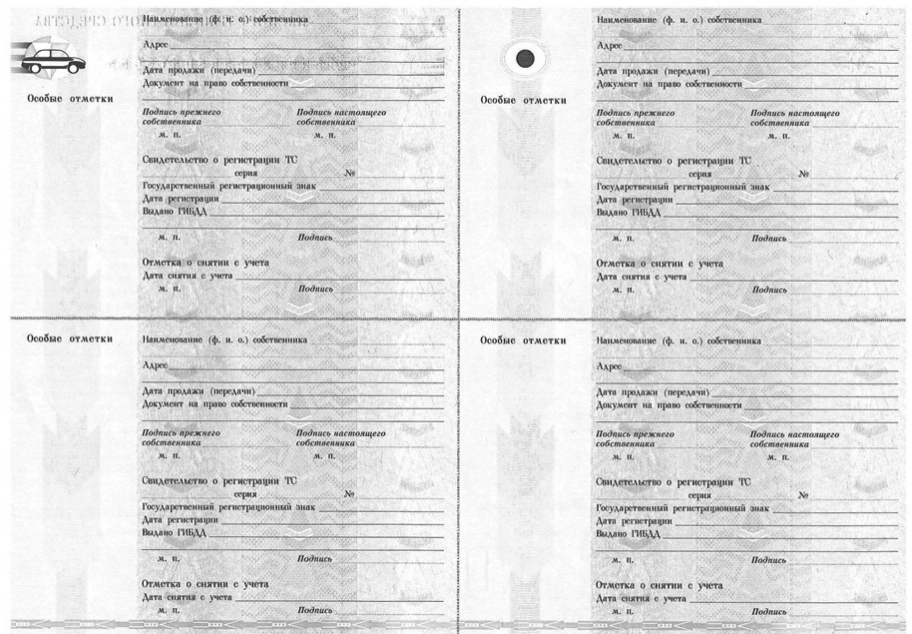 Наименование (ф. и. о.) собственника
Адрес
Дата продажи (передачи)
Документ на право собственности
Особые отметки
Подпись прежнего собственника
Подпись настоящего собственника
м. п.
м. п.
Свидетельство о регистрации ТС
серия №
Государственный регистрационный знак
Дата регистрации
Выдано ГИБДД
м. п. Подпись
Отметка о снятии с учета
Дата снятия с учета
м. п. Подпись
Наименование (ф. и. о.) собственника
Адрес
Дата продажи (передачи)
Документ на право собственности
Особые отметки
Подпись прежнего собственника
Подпись настоящего собственника
м. п.
м. п.
Свидетельство о регистрации ТС
серия №
Государственный регистрационный знак
Дата регистрации
Выдано ГИБДД
м. п. Подпись
Отметка о снятии с учета
Дата снятия с учета
м. п. Подпись
Особые отметки
Наименование (ф. и. о.) собственника
Адрес
Дата продажи (передачи)
Документ на право собственности
Подпись прежнего собственника
Подпись настоящего собственника
м. п.
м. п.
Свидетельство о регистрации ТС
серия №
Государственный регистрационный знак
Дата регистрации
Выдано ГИБДД
м. п. Подпись
Отметка о снятии с учета
Дата снятия с учета
м. п. Подпись
Особые отметки
Наименование (ф. и. о.) собственника
Адрес
Дата продажи (передачи)
Документ на право собственности
Подпись прежнего собственника
Подпись настоящего собственника
м. п.
м. п.
Свидетельство о регистрации ТС
серия №
Государственный регистрационный знак
Дата регистрации
Выдано ГИБДД
м. п. Подпись
Отметка о снятии с учета
Дата снятия с учета
м. п. Подпись